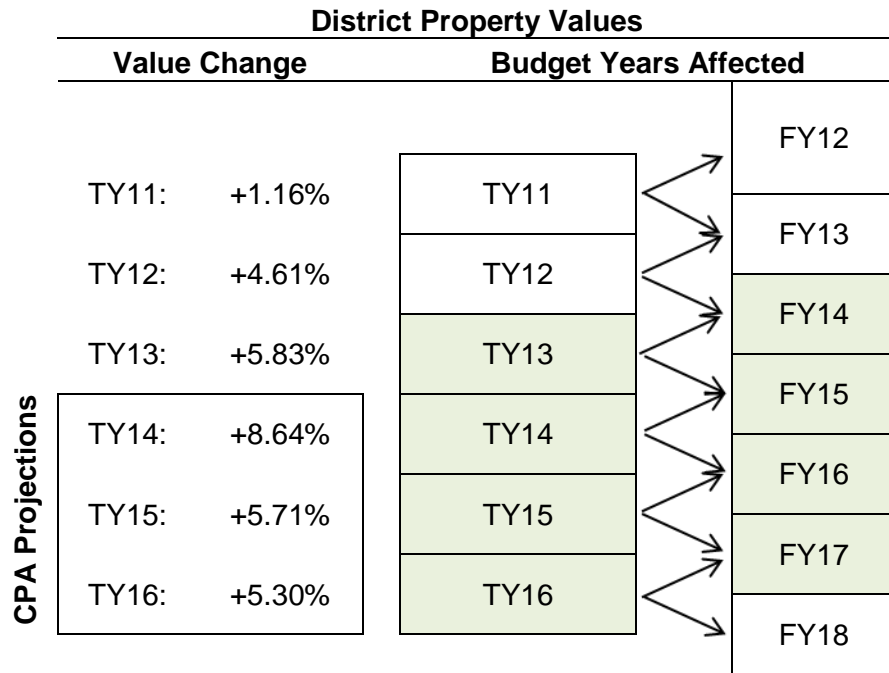 District Property Values
Value Change Budget Years Affected
FY12
TY11: +1.16% TY11
FY13
TY12: +4.61% TY12
FY14
TY13: +5.83% TY13
FY15
TY14: +8.64% TY14
FY16
TY15: +5.71% TY15
FY17
TY16: +5.30% TY16
FY18
CPA Projections